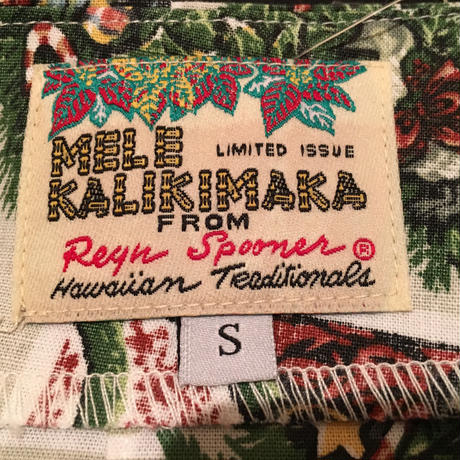 MELE
LIMITED ISSUE
KALIKIMAKA
FROM
Reyn Spooner ®
Hawaiian Traditionals
S